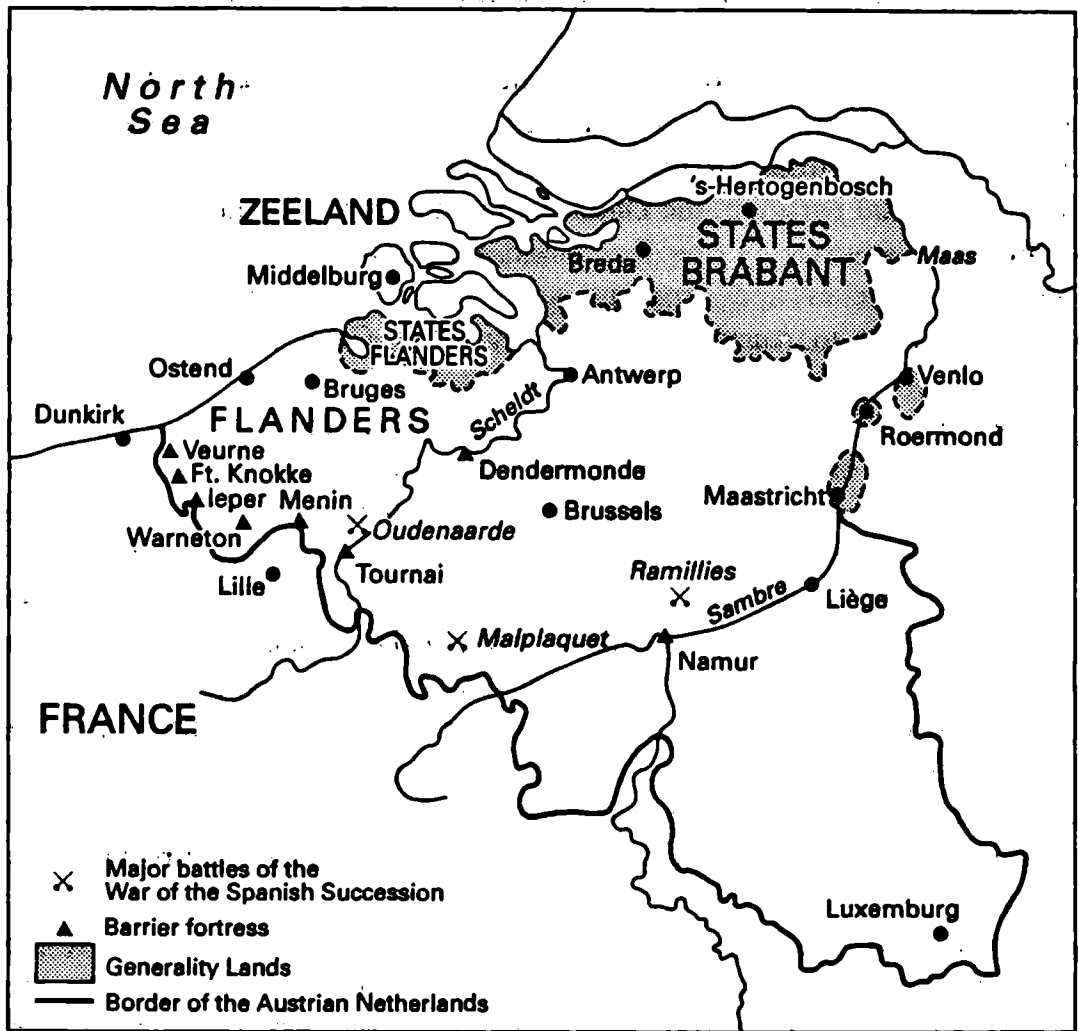 North
Sea
ZEELAND
's-Hertogenbosch
STATES
BRABANT
Breda
Maas
Middelburg
STATES
FLANDERS
Ostend
Bruges
Antwerp
Venlo
Dunkirk
FLANDERS
Scheldt
Roermond
Veurne
Ft. Knokke
Dendermonde
Ieper
Menin
Maastricht
Warneton
Oudenaarde
Brussels
Lille
Tournai
Ramillies
Sambre
Liège
Malplaquet
Namur
FRANCE
Major battles of the
War of the Spanish Succession
Barrier fortress
Luxemburg
Generality Lands
Border of the Austrian Netherlands